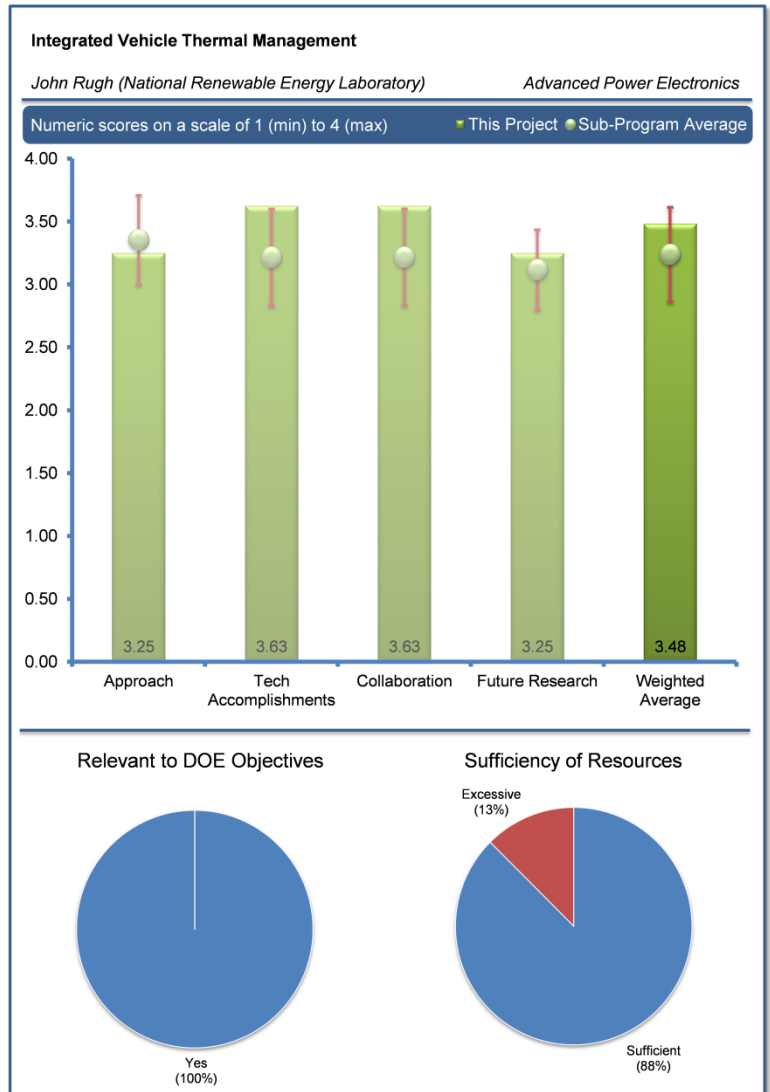 Integrated Vehicle Thermal Management
John Rugh (National Renewable Energy Laboratory) Advanced Power Electronics
Numeric scores on a scale of 1 (min) to 4 (max) This Project Sub-Program Average
4.00
3.50
3.00
2.50
2.00
1.50
1.00
0.50
0.00
3.25 3.63 3.63 3.25 3.48
Approach Tech Accomplishments Collaboration Future Research Weighted Average
Relevant to DOE Objectives Sufficiency of Resources
Excessive
(13%)
Yes
(100%)
Sufficient
(88%)